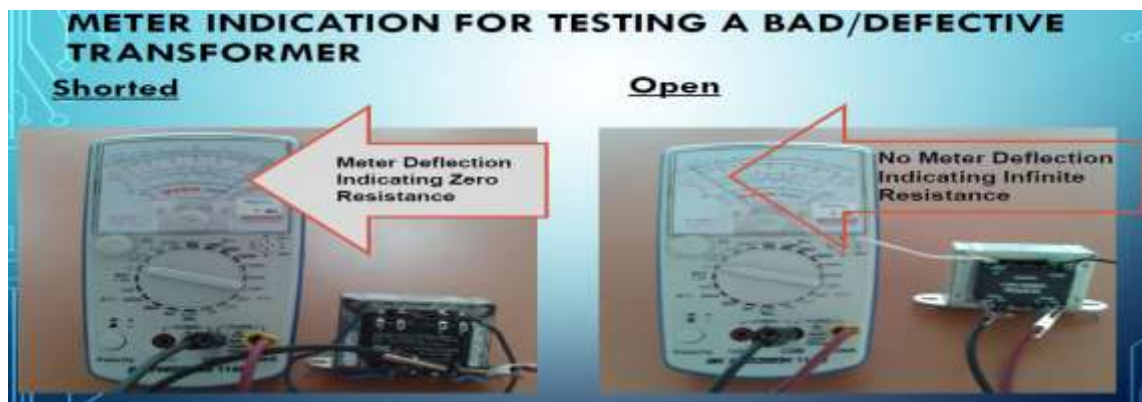 METER INDICATION FOR TESTING A BAD/DEFECTIVE
TRANSFORMER
Shorted
Open
Meter Deflection
Indicating Zero
Resistance
No Meter Deflection
Indicating Infinite
Resistance